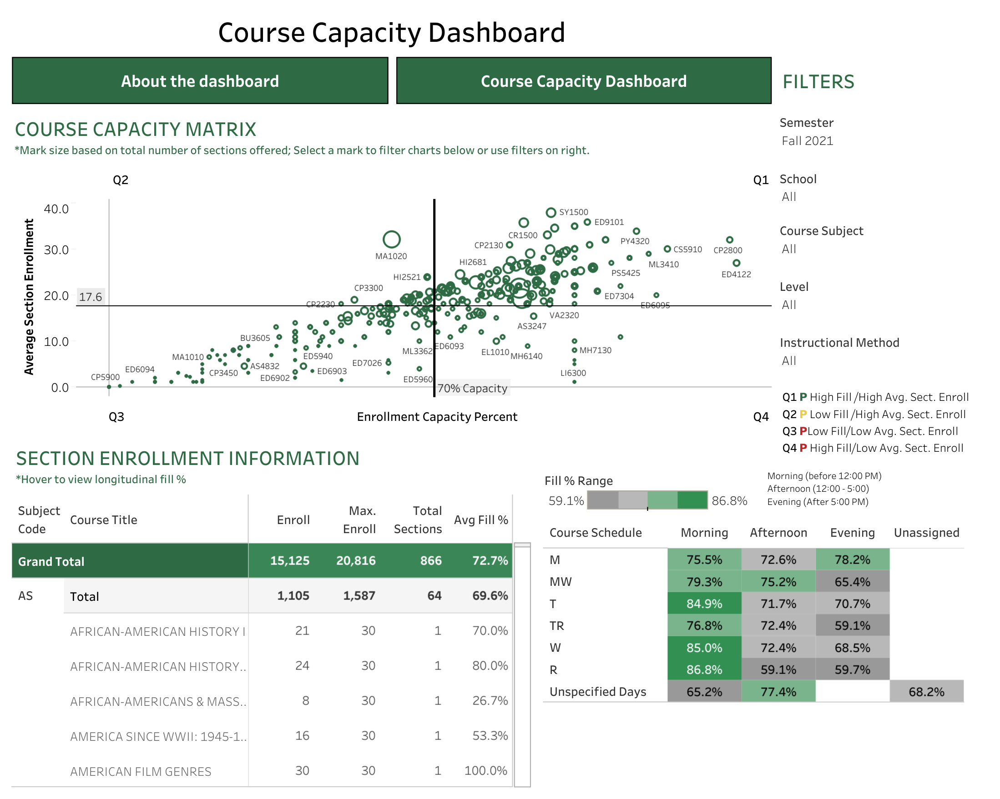 Course Capacity Dashboard
About the dashboard
Course Capacity Dashboard
FILTERS
COURSE CAPACITY MATRIX
*Mark size based on total number of sections offered; Select a mark to filter charts below or use filters on right.
Semester
Fall 2021
School
All
Course Subject
All
Level
All
Instructional Method
All
Q2
Q1
Average Section Enrollment
40.0
30.0
20.0
17.6
10.0
0.0
SY1500
ED9101
CR1500
PY4320
CP2130
CS5910
CP2800
MA1020
HI2681
ML3410
PS5425
ED4122
HI2521
CP3300
ED7304
CP2230
ED6095
VA2320
AS3247
BU3605
ED6093
ML3362
EL1010
MH6140
MH7130
MA1010
ED5940
ED7026
AS4832
ED6094
CP3450
ED6903
LI6300
CP5900
ED6902
ED5960
70% Capacity
Q3
Enrollment Capacity Percent
Q4
Q1 P High Fill /High Avg. Sect. Enroll
Q2 P Low Fill /High Avg. Sect. Enroll
Q3 PLow Fill/Low Avg. Sect. Enroll
Q4 P High Fill/Low Avg. Sect. Enroll
SECTION ENROLLMENT INFORMATION
*Hover to view longitudinal fill %
Subject Code Course Title Enroll Max. Enroll Total Sections Avg Fill %
Grand Total 15,125 20,816 866 72.7%
AS Total 1,105 1,587 64 69.6%
AFRICAN-AMERICAN HISTORY I 21 30 1 70.0%
AFRICAN-AMERICAN HISTORY.. 24 30 1 80.0%
AFRICAN-AMERICANS & MASS.. 8 30 1 26.7%
AMERICA SINCE WWII: 1945-1.. 16 30 1 53.3%
AMERICAN FILM GENRES 30 30 1 100.0%
Fill % Range
59.1% 86.8%
Morning (before 12:00 PM)
Afternoon (12:00 - 5:00)
Evening (After 5:00 PM)
Course Schedule Morning Afternoon Evening Unassigned
M 75.5% 72.6% 78.2%
MW 79.3% 75.2% 65.4%
T 84.9% 71.7% 70.7%
TR 76.8% 72.4% 59.1%
W 85.0% 72.4% 68.5%
R 86.8% 59.1% 59.7%
Unspecified Days 65.2% 77.4% 68.2%